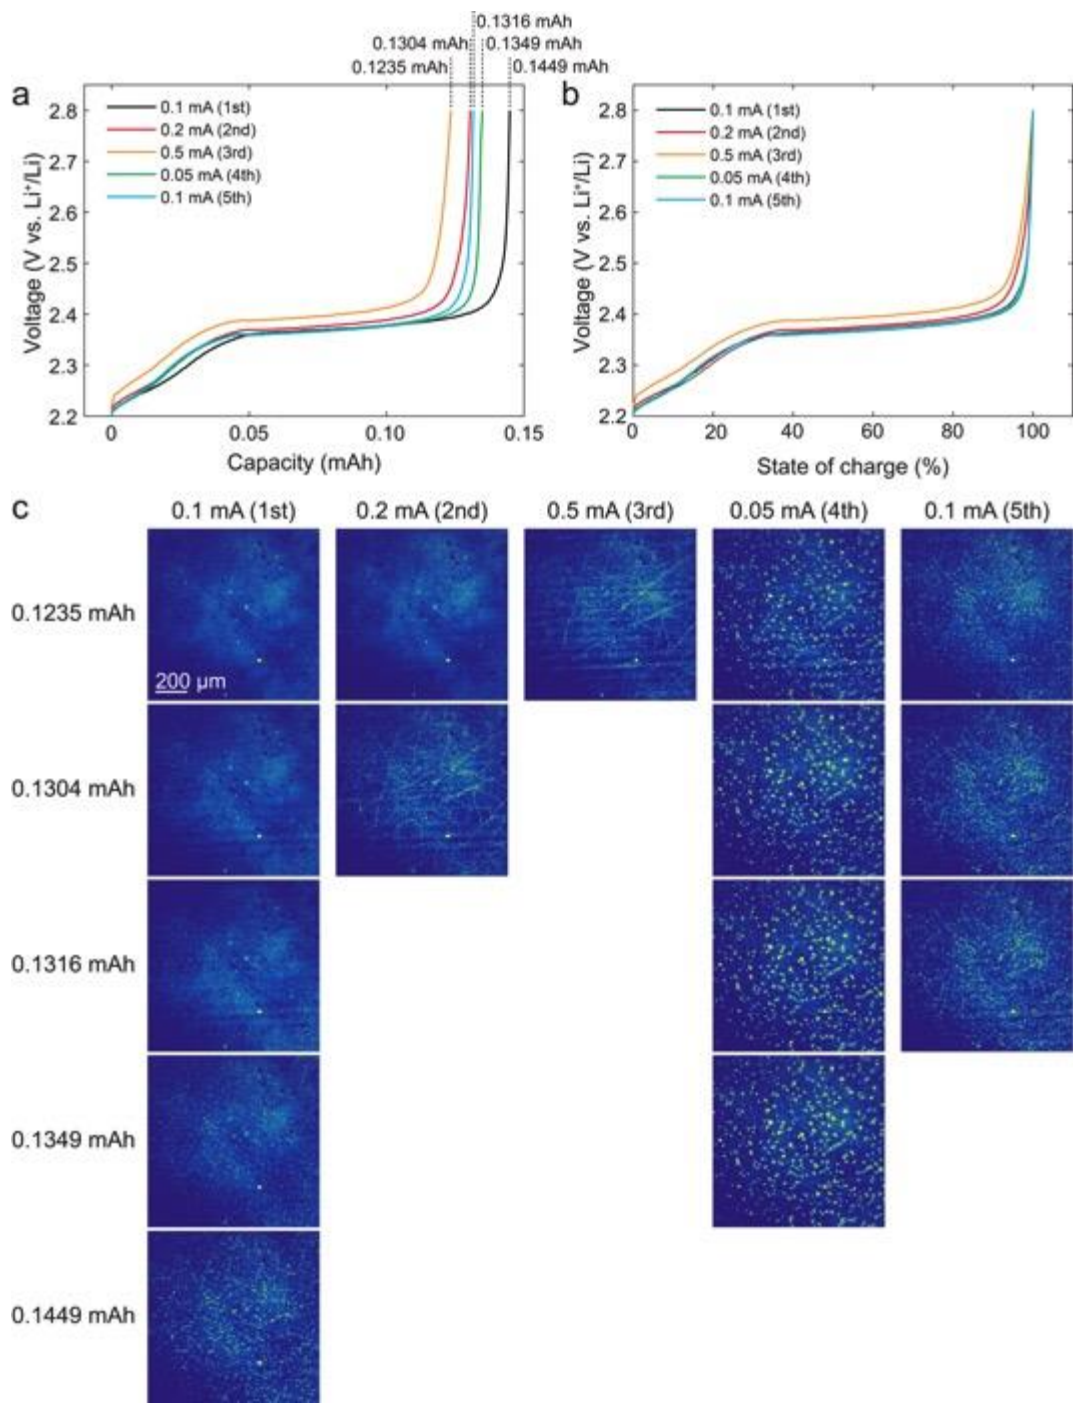 0.1316 mAh
0.1304 mAh
0.1349 mAh
0.1235 mAh
0.1449 mAh
a
0.1 mA (1st)
0.2 mA (2nd)
0.5 mA (3rd)
0.05 mA (4th)
0.1 mA (5th)
Voltage (V vs. Li⁺/Li)
2.8
2.7
2.6
2.5
2.4
2.3
2.2
0 0.05 0.10 0.15
Capacity (mAh)
b
0.1 mA (1st)
0.2 mA (2nd)
0.5 mA (3rd)
0.05 mA (4th)
0.1 mA (5th)
Voltage (V vs. Li⁺/Li)
2.8
2.7
2.6
2.5
2.4
2.3
2.2
0 20 40 60 80 100
State of charge (%)
c
0.1 mA (1st) 0.2 mA (2nd) 0.5 mA (3rd) 0.05 mA (4th) 0.1 mA (5th)
0.1235 mAh
200 µm
0.1304 mAh
0.1316 mAh
0.1349 mAh
0.1449 mAh